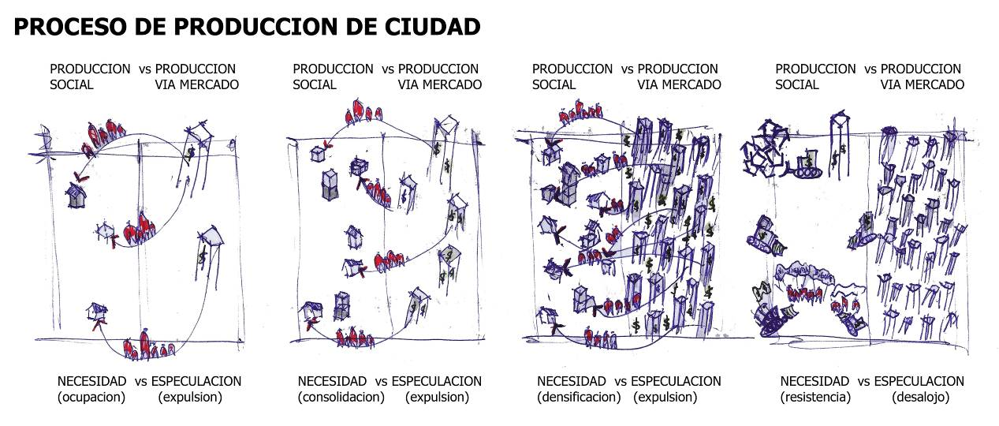 PROCESO DE PRODUCCION DE CIUDAD
PRODUCCION vs PRODUCCION
SOCIAL VIA MERCADO
PRODUCCION vs PRODUCCION
SOCIAL VIA MERCADO
PRODUCCION vs PRODUCCION
SOCIAL VIA MERCADO
PRODUCCION vs PRODUCCION
SOCIAL VIA MERCADO
NECESIDAD vs ESPECULACION
(ocupacion) (expulsion)
NECESIDAD vs ESPECULACION
(consolidacion) (expulsion)
NECESIDAD vs ESPECULACION
(densificacion) (expulsion)
NECESIDAD vs ESPECULACION
(resistencia) (desalojo)